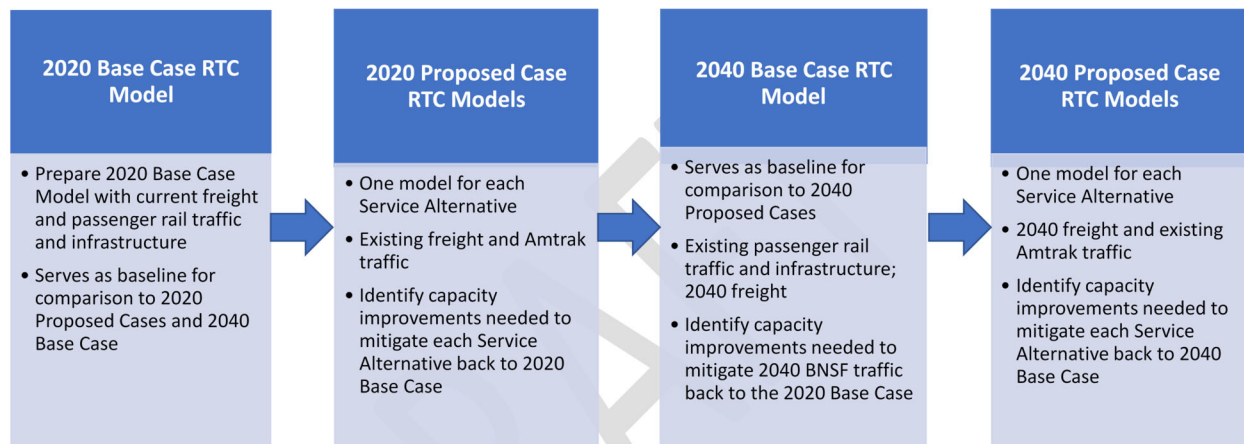 2020 Base Case RTC
Model
• Prepare 2020 Base Case
Model with current freight
and passenger rail traffic
and infrastructure
• Serves as baseline for
comparison to 2020
Proposed Cases and 2040
Base Case
2020 Proposed Case
RTC Models
• One model for each
Service Alternative
• Existing freight and Amtrak
traffic
• Identify capacity
improvements needed to
mitigate each Service
Alternative back to 2020
Base Case
2040 Base Case RTC
Model
• Serves as baseline for
comparison to 2040
Proposed Cases
• Existing passenger rail
traffic and infrastructure;
2040 freight
• Identify capacity
improvements needed to
mitigate 2040 BNSF traffic
back to the 2020 Base Case
2040 Proposed Case
RTC Models
• One model for each
Service Alternative
• 2040 freight and existing
Amtrak traffic
• Identify capacity
improvements needed to
mitigate each Service
Alternative back to 2040
Base Case